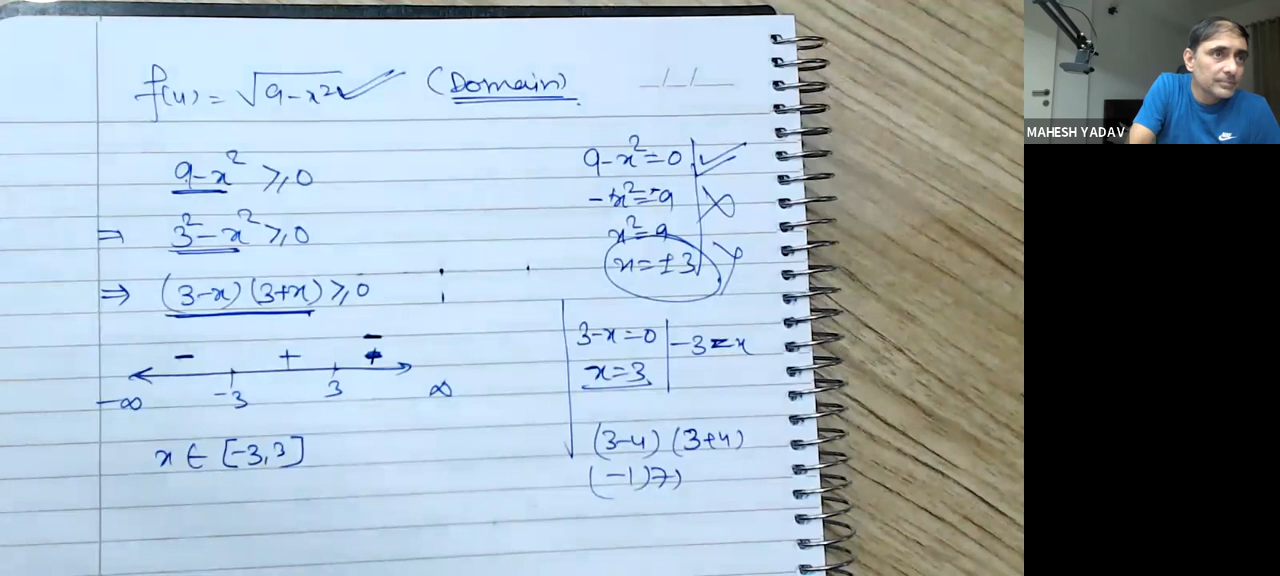 f(x) = √9-x² (Domain)
9-x² ≥ 0
⇒ 3²-x² ≥ 0
⇒ (3-x)(3+x) ≥ 0
- + -
-∞ -3 3 ∞
x ∈ [-3,3]
9-x²=0
-x²=-9
x²=9
x=±3
3-x=0 | -3=x
x=3
(3-4)(3+4)
(-1)7)
MAHESH YADAV